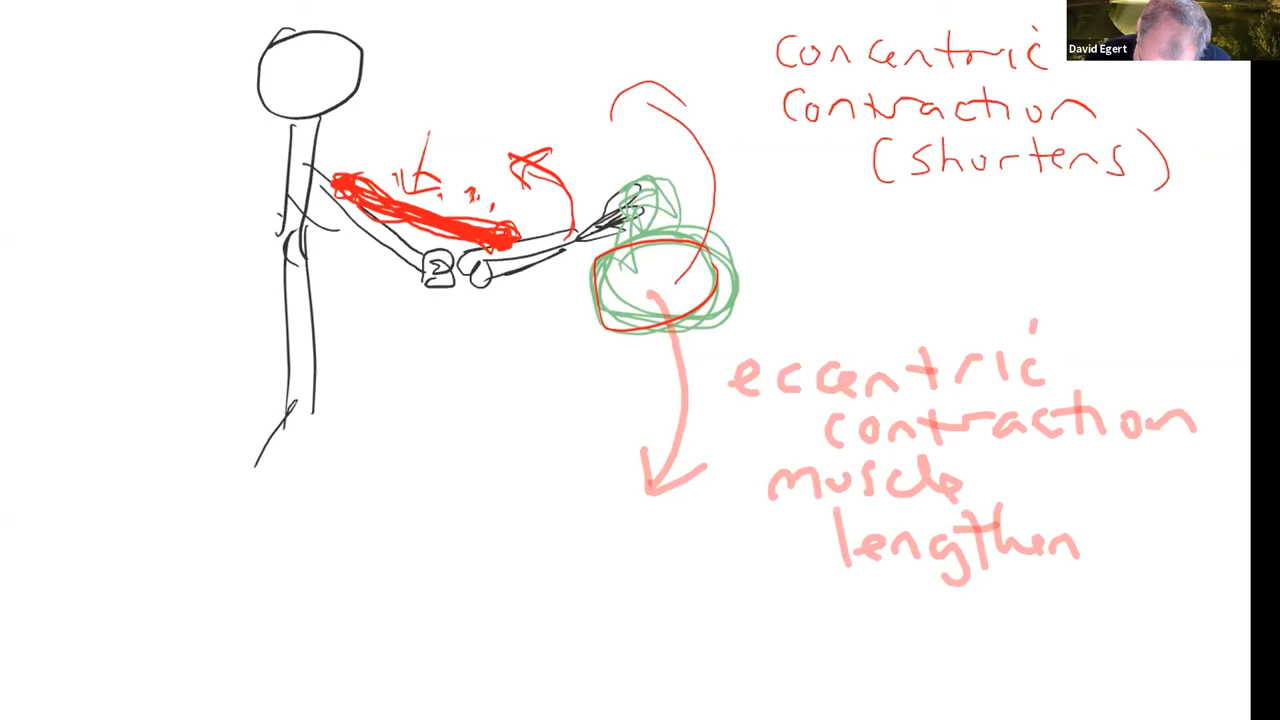 concentric
contraction
(shortens)
David Egert
eccentric
contraction
muscle
lengthen